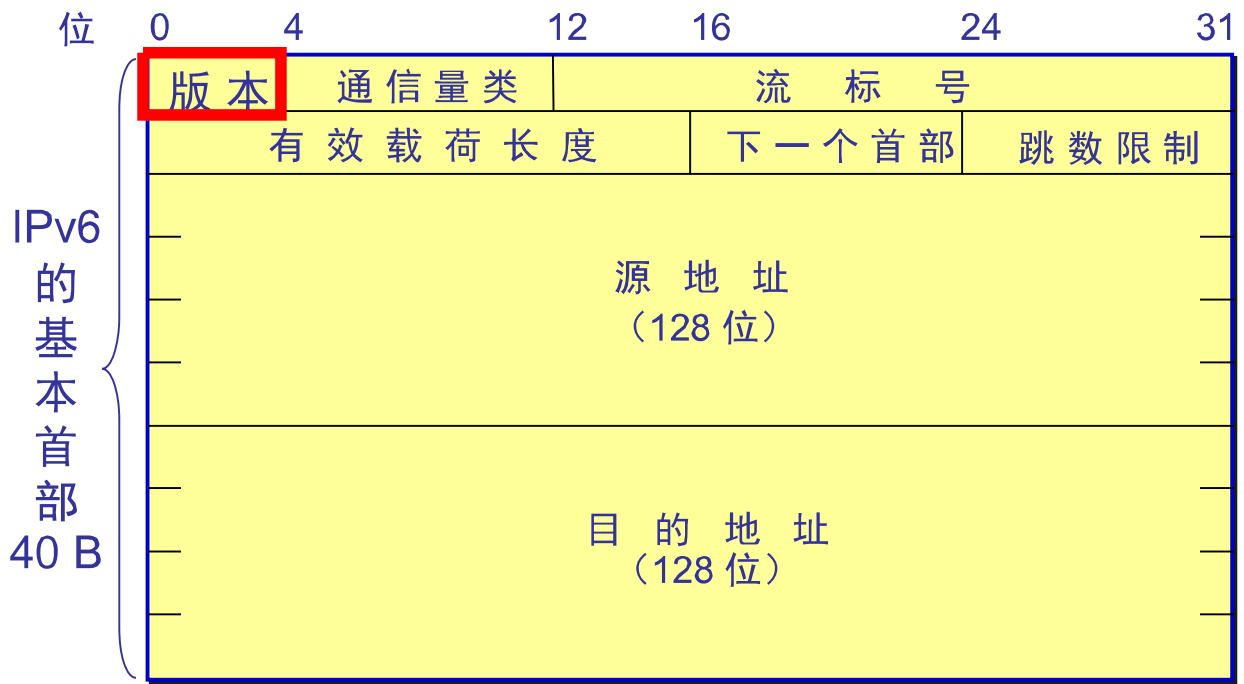 位 0 4 12 16 24 31
版本 通信量类 流标号
有效载荷长度 下一个首部 跳数限制
IPv6
的
基
本
首
部
40 B
源地址
（128 位）
目的地址
（128 位）